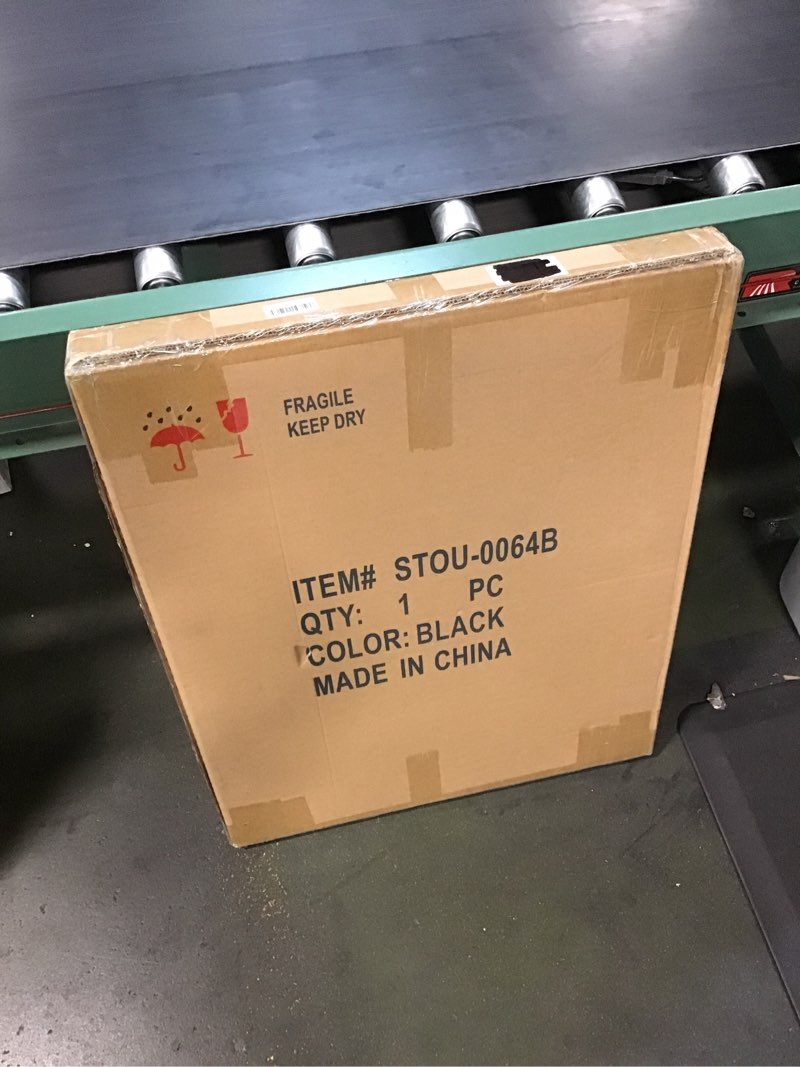 FRAGILE
KEEP DRY
ITEM# STOU-0064B
QTY: 1 PC
COLOR: BLACK
MADE IN CHINA